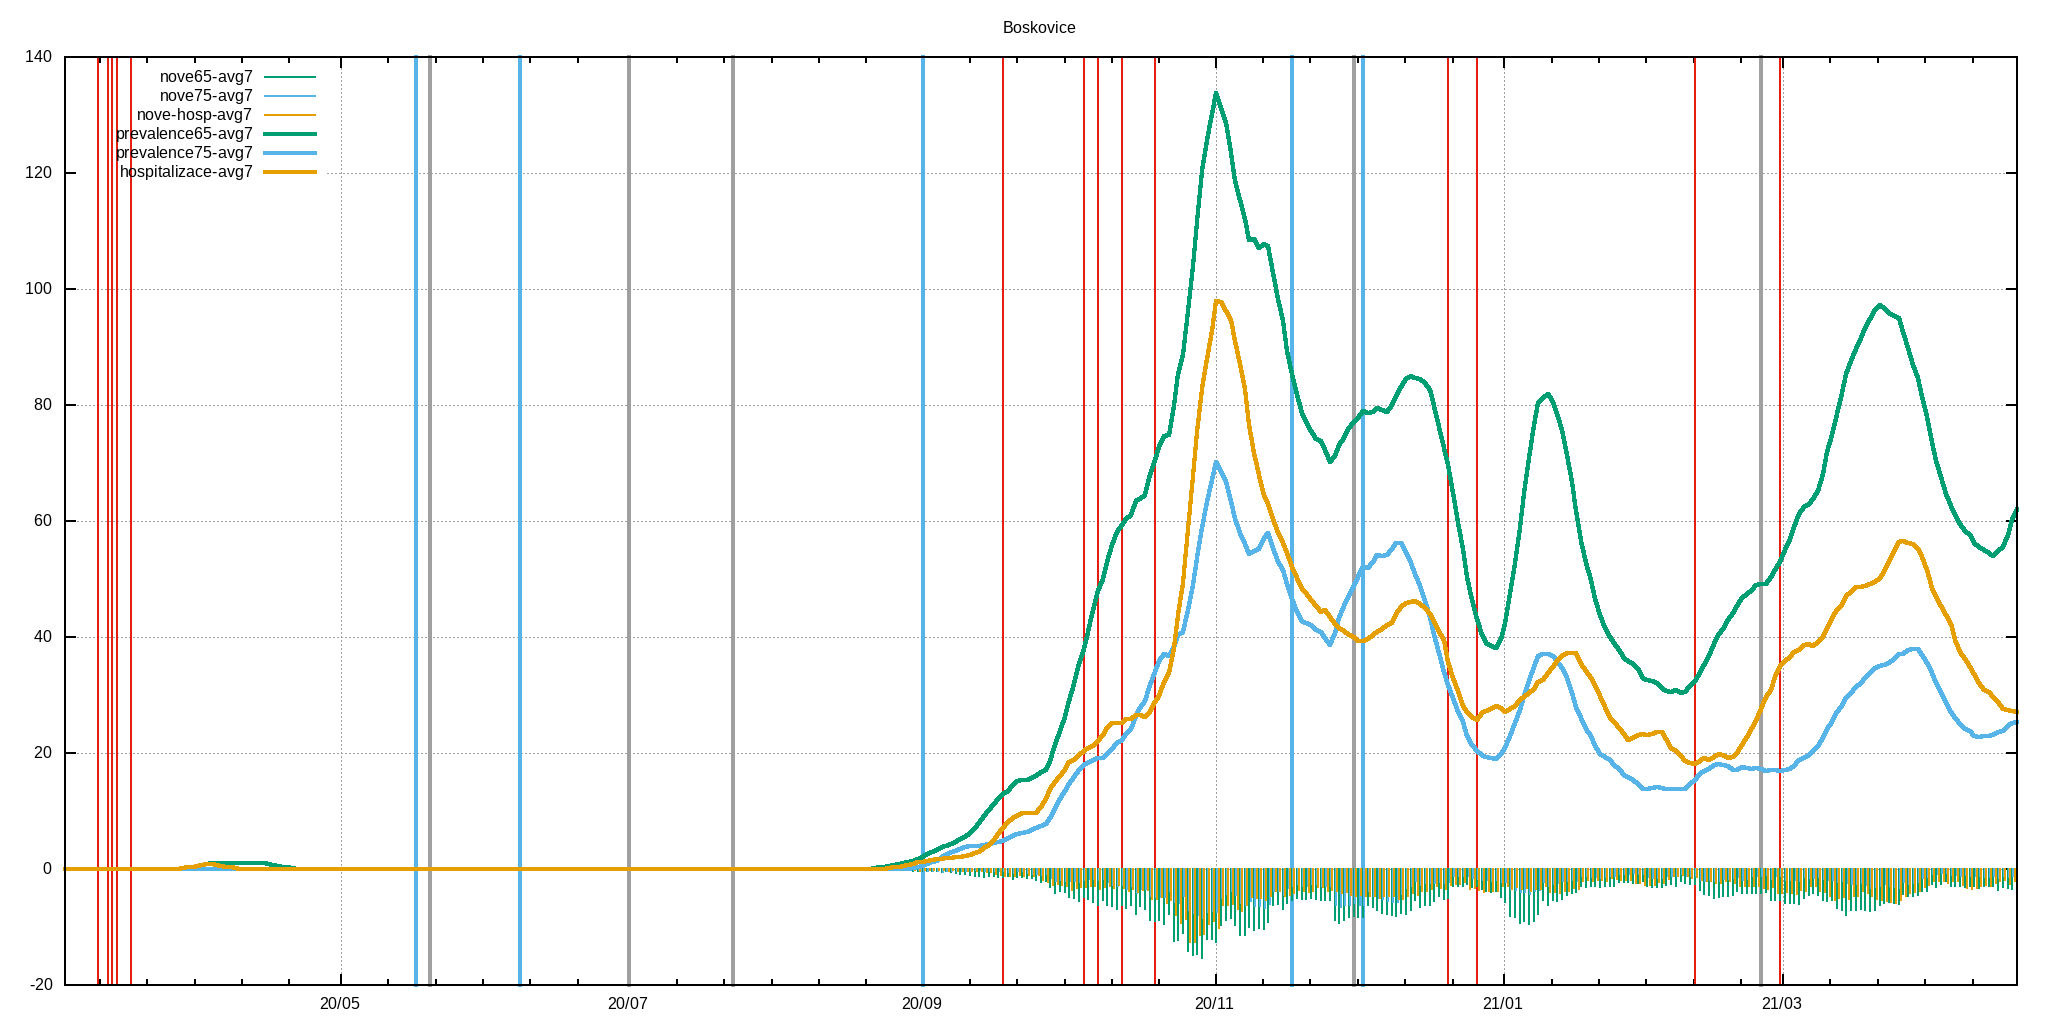 Boskovice
140
120
100
80
60
40
20
0
-20
nove65-avg7
nove75-avg7
nove-hosp-avg7
prevalence65-avg7
prevalence75-avg7
hospitalizace-avg7
20/05 20/07 20/09 20/11 21/01 21/03